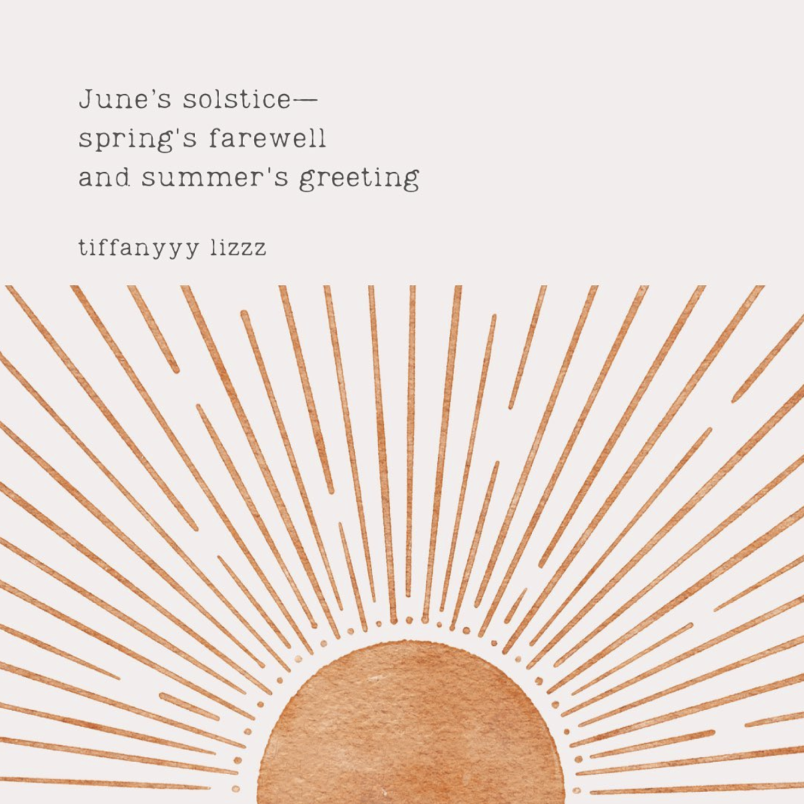 June’s solstice—
spring's farewell
and summer's greeting
tiffanyyy lizzz